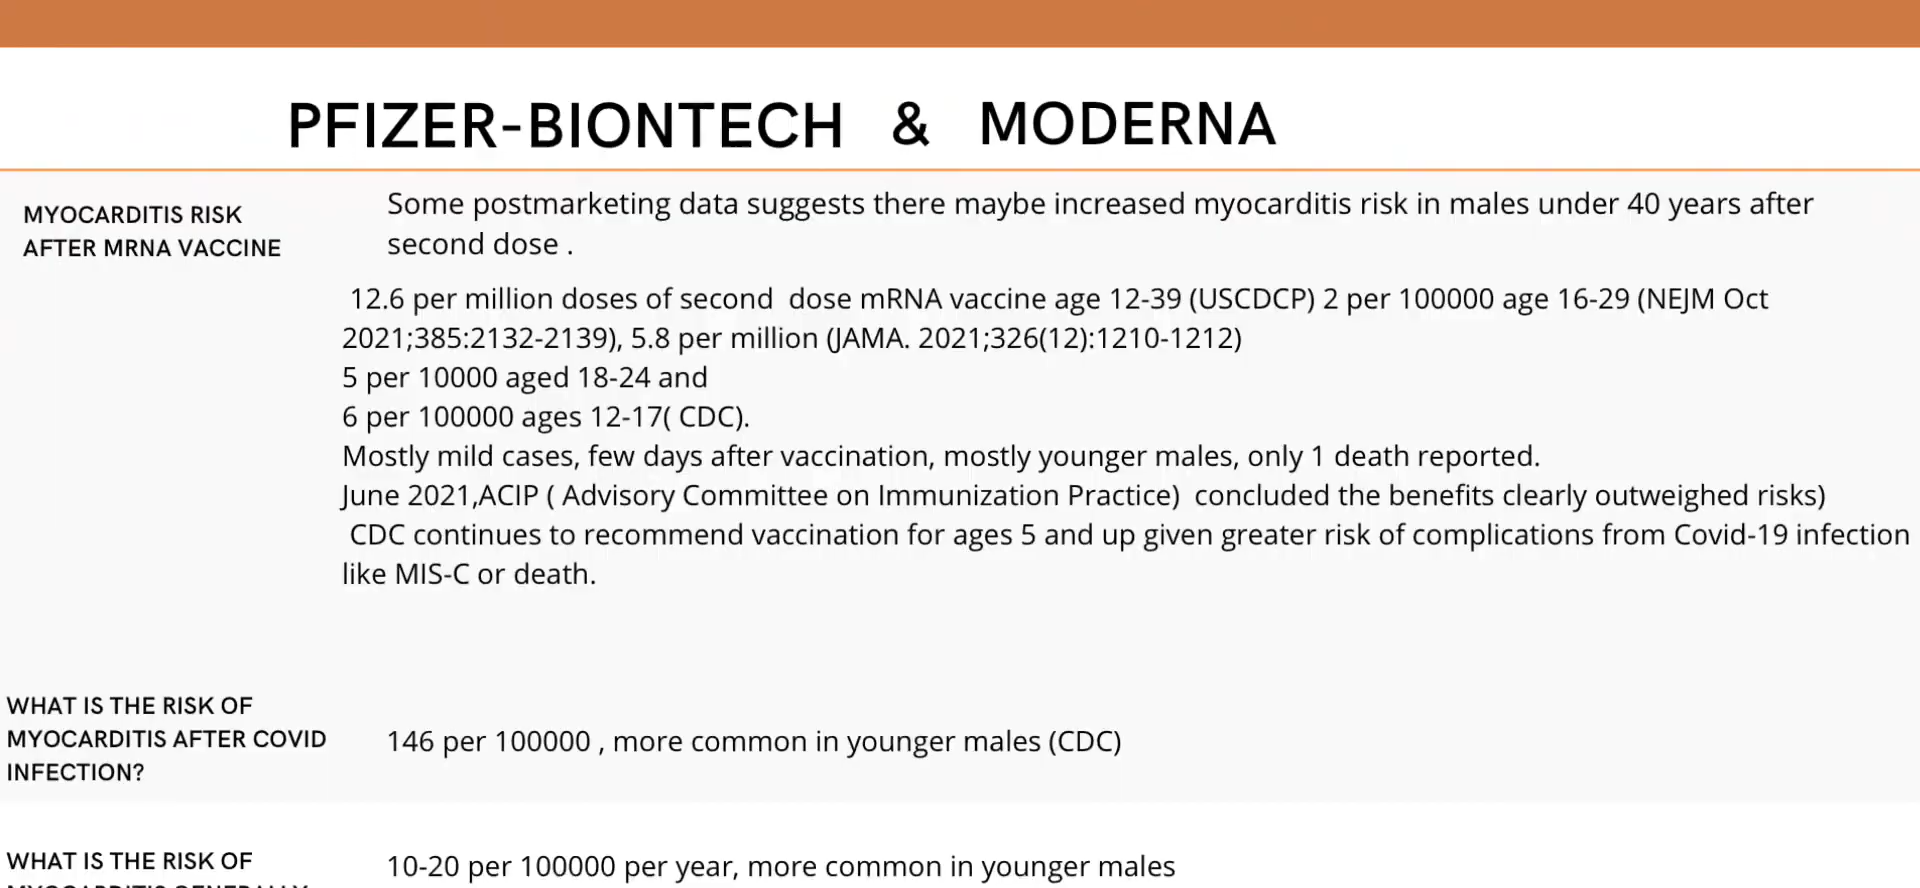 PFIZER-BIONTECH & MODERNA
MYOCARDITIS RISK
AFTER MRNA VACCINE
Some postmarketing data suggests there maybe increased myocarditis risk in males under 40 years after
second dose .
12.6 per million doses of second dose mRNA vaccine age 12-39 (USCDCP) 2 per 100000 age 16-29 (NEJM Oct
2021;385:2132-2139), 5.8 per million (JAMA. 2021;326(12):1210-1212)
5 per 10000 aged 18-24 and
6 per 100000 ages 12-17( CDC).
Mostly mild cases, few days after vaccination, mostly younger males, only 1 death reported.
June 2021,ACIP ( Advisory Committee on Immunization Practice) concluded the benefits clearly outweighed risks)
CDC continues to recommend vaccination for ages 5 and up given greater risk of complications from Covid-19 infection
like MIS-C or death.
WHAT IS THE RISK OF
MYOCARDITIS AFTER COVID
INFECTION?
146 per 100000 , more common in younger males (CDC)
WHAT IS THE RISK OF
MYOCARDITIS GENERALLY
10-20 per 100000 per year, more common in younger males